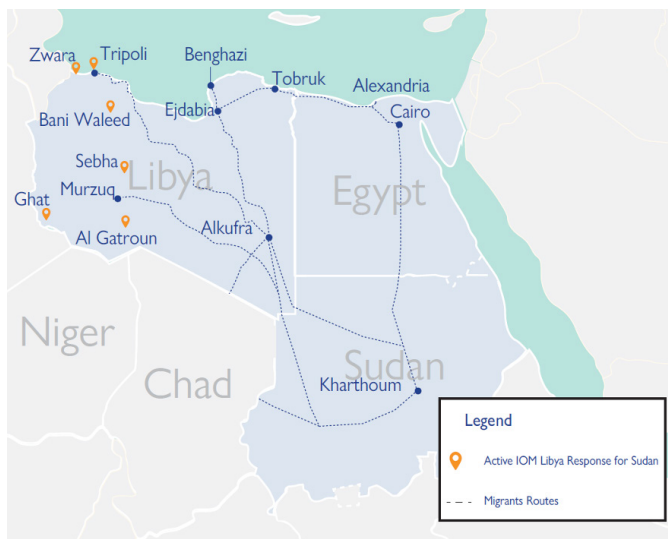 Zwara
Tripoli
Benghazi
Tobruk
Alexandria
Cairo
Ejdabia
Bani Waleed
Sebha
Libya
Egypt
Murzuq
Ghat
Al Gatroun
Alkufra
Niger
Chad
Sudan
Kharthoum
Legend
Active IOM Libya Response for Sudan
Migrants Routes